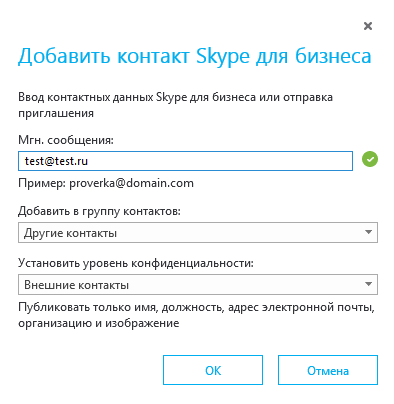 Добавить контакт Skype для бизнеса
Ввод контактных данных Skype для бизнеса или отправка
приглашения
Мгн. сообщения:
test@test.ru
Пример: proverka@domain.com
Добавить в группу контактов:
Другие контакты
Установить уровень конфиденциальности:
Внешние контакты
Публиковать только имя, должность, адрес электронной почты,
организацию и изображение
ОК
Отмена